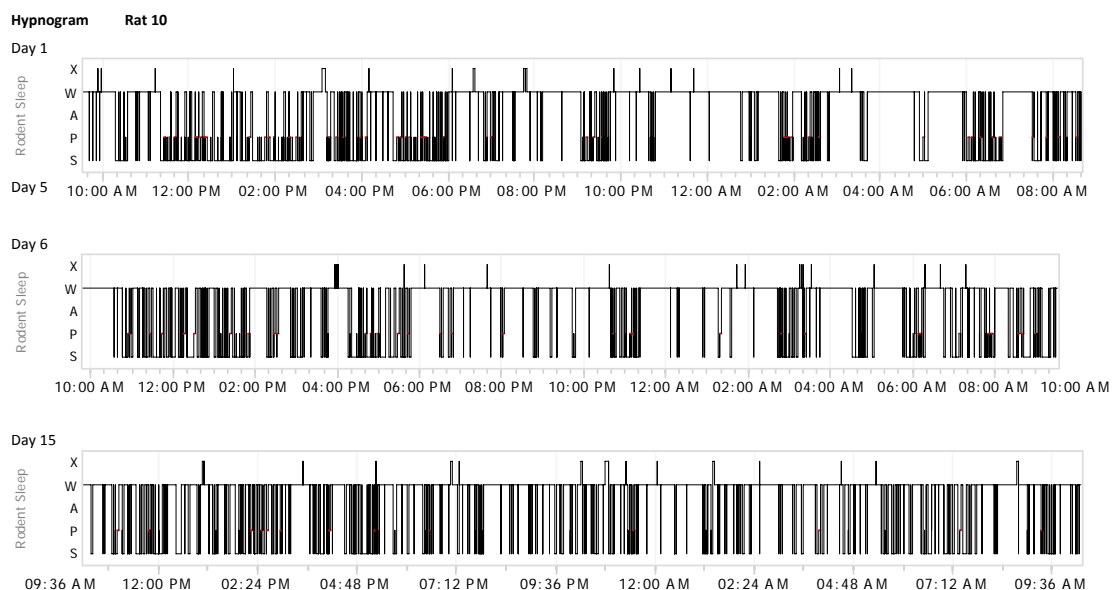 Hypnogram Rat 10
Day 1
Rodent Sleep
X
W
A
P
S
10:00 AM 12:00 PM 02:00 PM 04:00 PM 06:00 PM 08:00 PM 10:00 PM 12:00 AM 02:00 AM 04:00 AM 06:00 AM 08:00 AM
Day 5
Day 6
Rodent Sleep
X
W
A
P
S
10:00 AM 12:00 PM 02:00 PM 04:00 PM 06:00 PM 08:00 PM 10:00 PM 12:00 AM 02:00 AM 04:00 AM 06:00 AM 08:00 AM 10:00 AM
Day 15
Rodent Sleep
X
W
A
P
S
09:36 AM 12:00 PM 02:24 PM 04:48 PM 07:12 PM 09:36 PM 12:00 AM 02:24 AM 04:48 AM 07:12 AM 09:36 AM